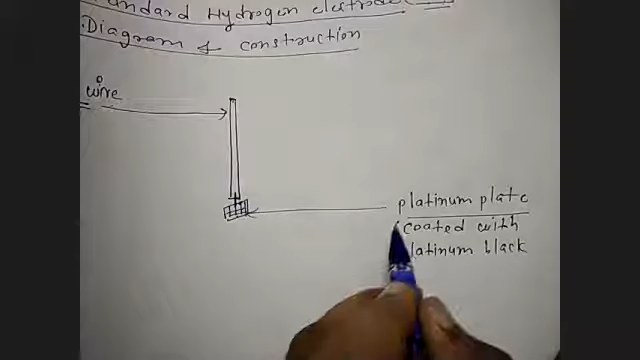 Standard Hydrogen electrode
Diagram & construction
wire
platinum plate
coated with
platinum black